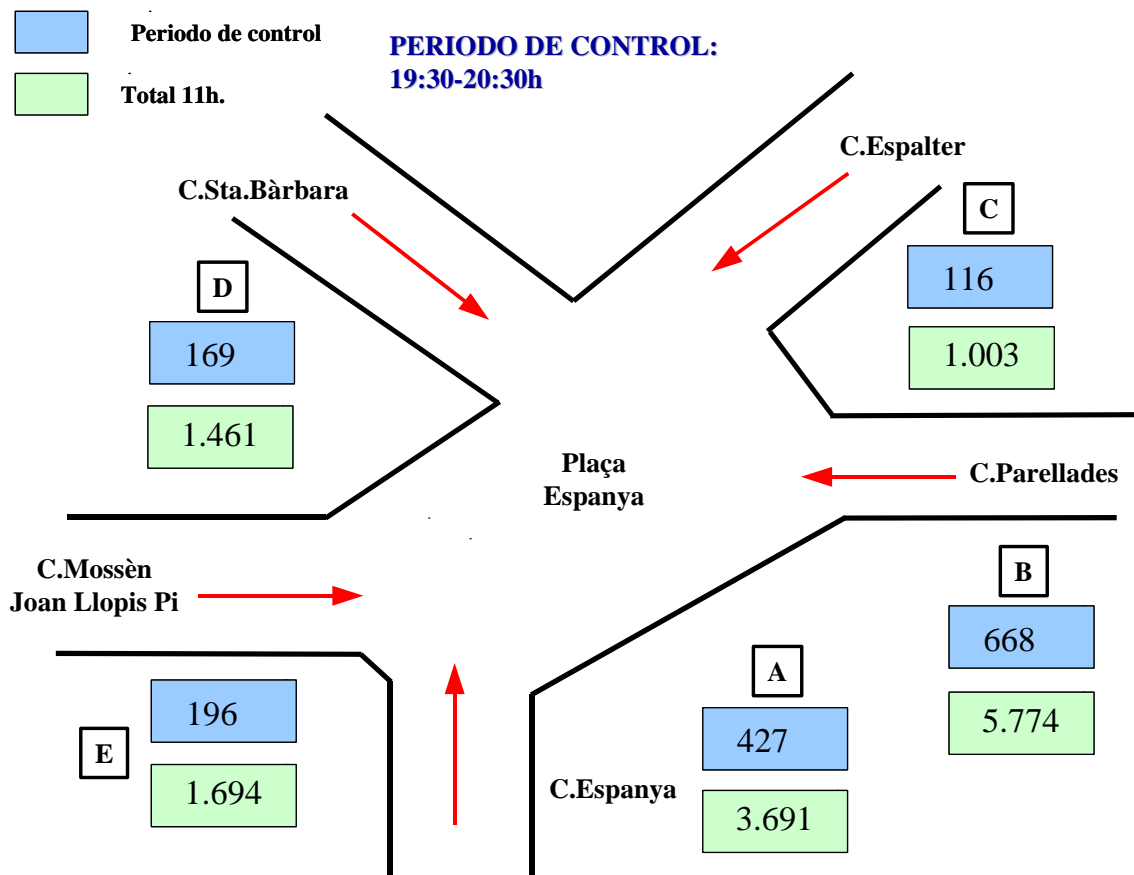 Periodo de control
Total 11h.
PERIODO DE CONTROL:
19:30-20:30h
C.Espalter
C.Sta.Bàrbara
C
116
1.003
D
169
1.461
Plaça
Espanya
C.Parellades
C.Mossèn
Joan Llopis Pi
B
668
5.774
A
427
3.691
E
196
1.694
C.Espanya